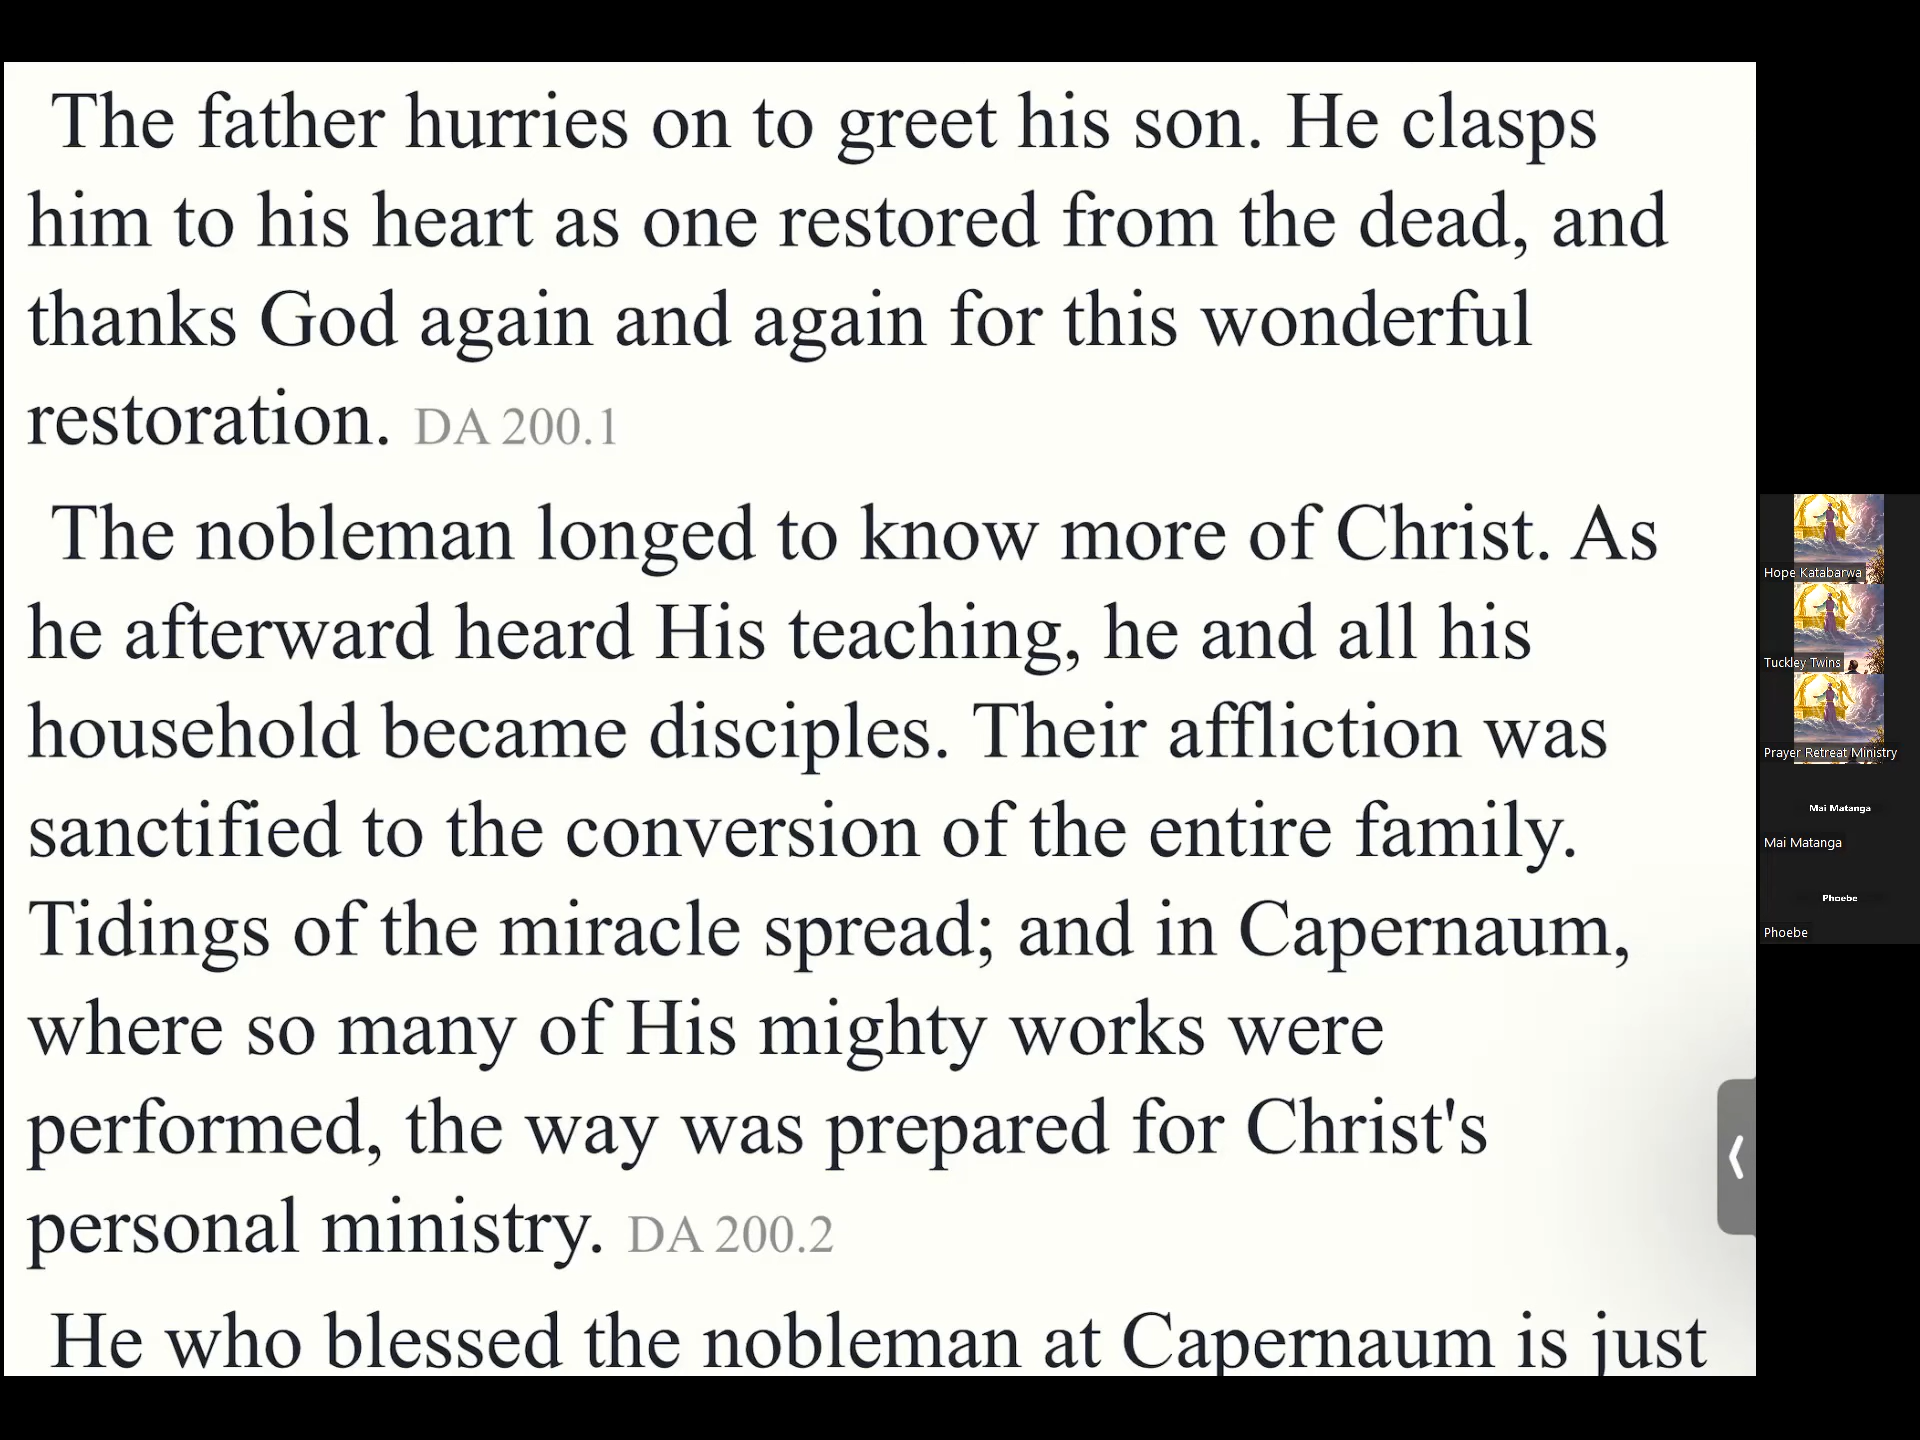 The father hurries on to greet his son. He clasps
him to his heart as one restored from the dead, and
thanks God again and again for this wonderful
restoration. DA 200.1
The nobleman longed to know more of Christ. As
he afterward heard His teaching, he and all his
household became disciples. Their affliction was
sanctified to the conversion of the entire family.
Tidings of the miracle spread; and in Capernaum,
where so many of His mighty works were
performed, the way was prepared for Christ's
personal ministry. DA 200.2
He who blessed the nobleman at Capernaum is just
Hope Katabarwa
Tuckley Twins
Prayer Retreat Ministry
Mai Matanga
Mai Matanga
Phoebe
Phoebe